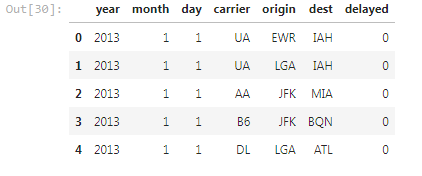 Out[30]:
year month day carrier origin dest delayed
0 2013 1 1 UA EWR IAH 0
1 2013 1 1 UA LGA IAH 0
2 2013 1 1 AA JFK MIA 0
3 2013 1 1 B6 JFK BQN 0
4 2013 1 1 DL LGA ATL 0